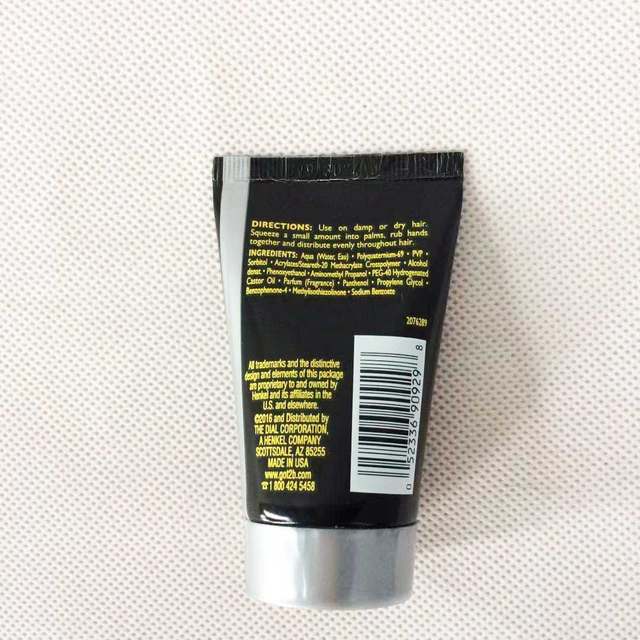 DIRECTIONS: Use on damp or dry hair.
Squeeze a small amount into palms, rub hands
together and distribute evenly throughout hair.
INGREDIENTS: Aqua (Water, Eau) • Polyquaternium-69 • PVP •
Sorbitol • Acrylates/Steareth-20 Methacrylate Crosspolymer • Alcohol
denat. • Phenoxyethanol • Aminomethyl Propanol • PEG-40 Hydrogenated
Castor Oil • Parfum (Fragrance) • Panthenol • Propylene Glycol •
Benzophenone-4 • Methylisothiazolinone • Sodium Benzoate
2076289
All trademarks and the distinctive
design and elements of this package
are proprietary to and owned by
Henkel and its affiliates in the
U.S. and elsewhere.
©2016 and Distributed by
THE DIAL CORPORATION,
A HENKEL COMPANY
SCOTTSDALE, AZ 85255
MADE IN USA
www.got2b.com
☎1 800 424 5458
0 52336 90929 8